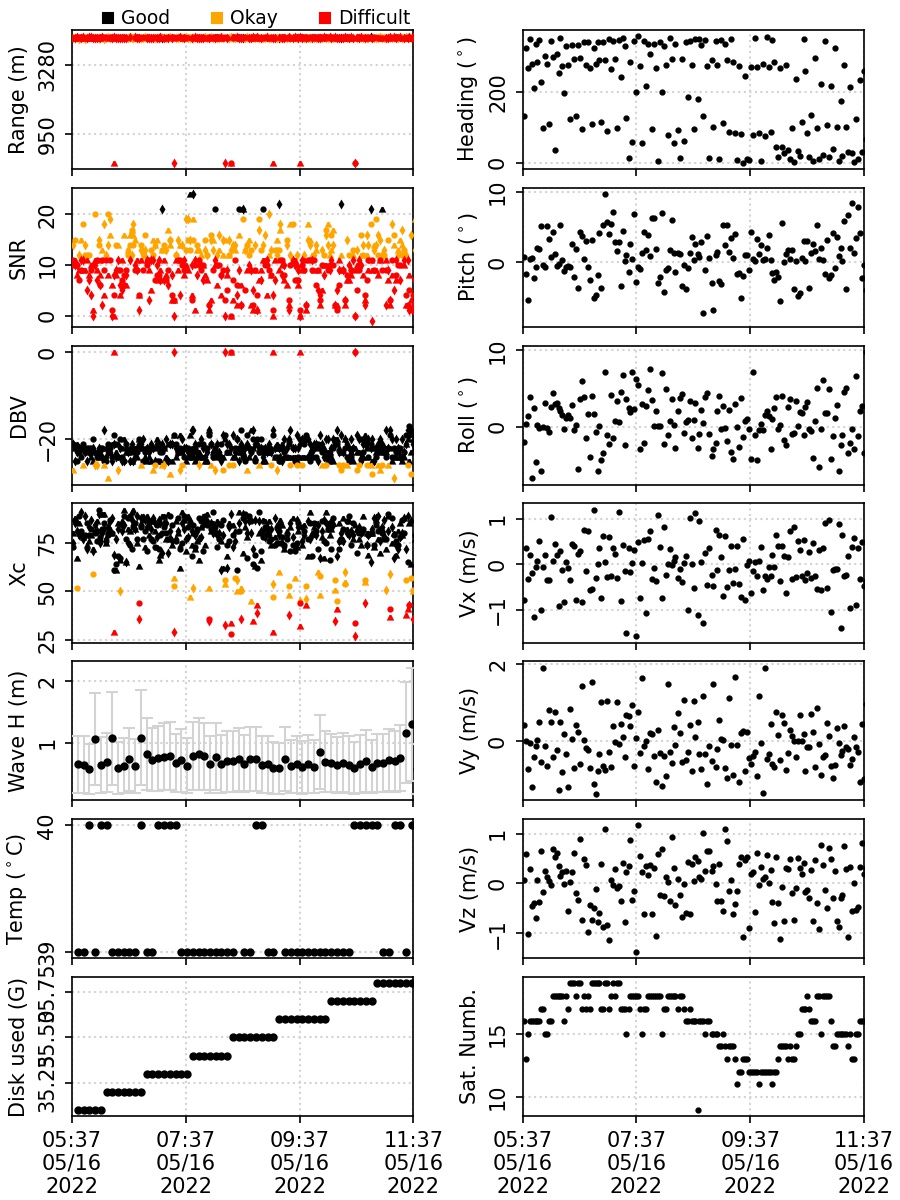 Good Okay Difficult
Range (m)
3280
950
Heading (°)
200
0
SNR
20
10
0
Pitch (°)
10
0
DBV
0
−20
Roll (°)
10
0
Xc
75
50
25
Vx (m/s)
1
0
−1
Wave H (m)
2
1
Vy (m/s)
2
0
Temp (°C)
40
39
Vz (m/s)
1
0
−1
Disk used (G)
35.75
35.25
Sat. Numb.
15
10
05:37 07:37 09:37 11:37
05/16 05/16 05/16 05/16
2022 2022 2022 2022
05:37 07:37 09:37 11:37
05/16 05/16 05/16 05/16
2022 2022 2022 2022